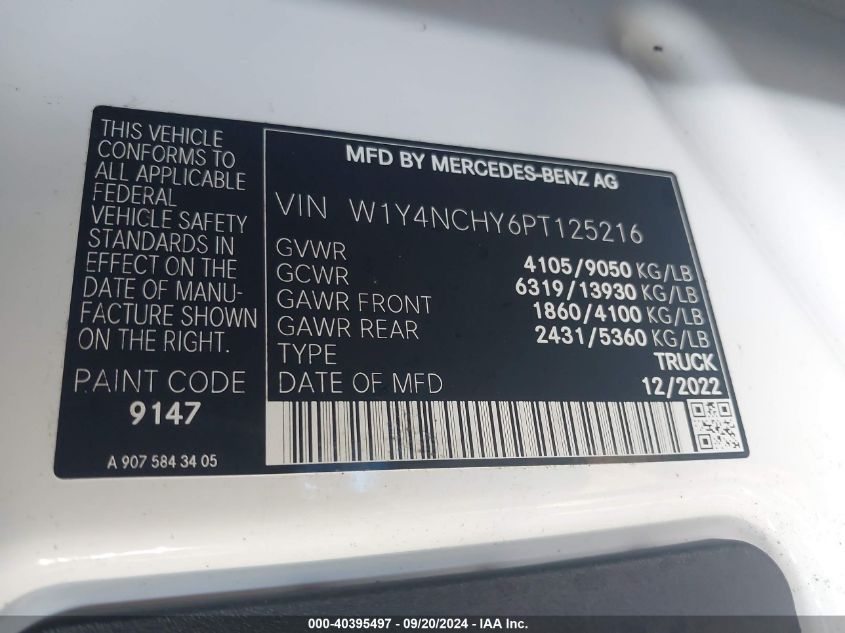 THIS VEHICLE
CONFORMS TO
ALL APPLICABLE
FEDERAL
VEHICLE SAFETY
STANDARDS IN
EFFECT ON THE
DATE OF MANU-
FACTURE SHOWN
ON THE RIGHT.
PAINT CODE
9147
A 907 584 34 05
MFD BY MERCEDES-BENZ AG
VIN W1Y4NCHY6PT125216
GVWR 4105/9050 KG/LB
GCWR 6319/13930 KG/LB
GAWR FRONT 1860/4100 KG/LB
GAWR REAR 2431/5360 KG/LB
TYPE TRUCK
DATE OF MFD 12/2022
000-40395497 - 09/20/2024 - © IAA, Inc.